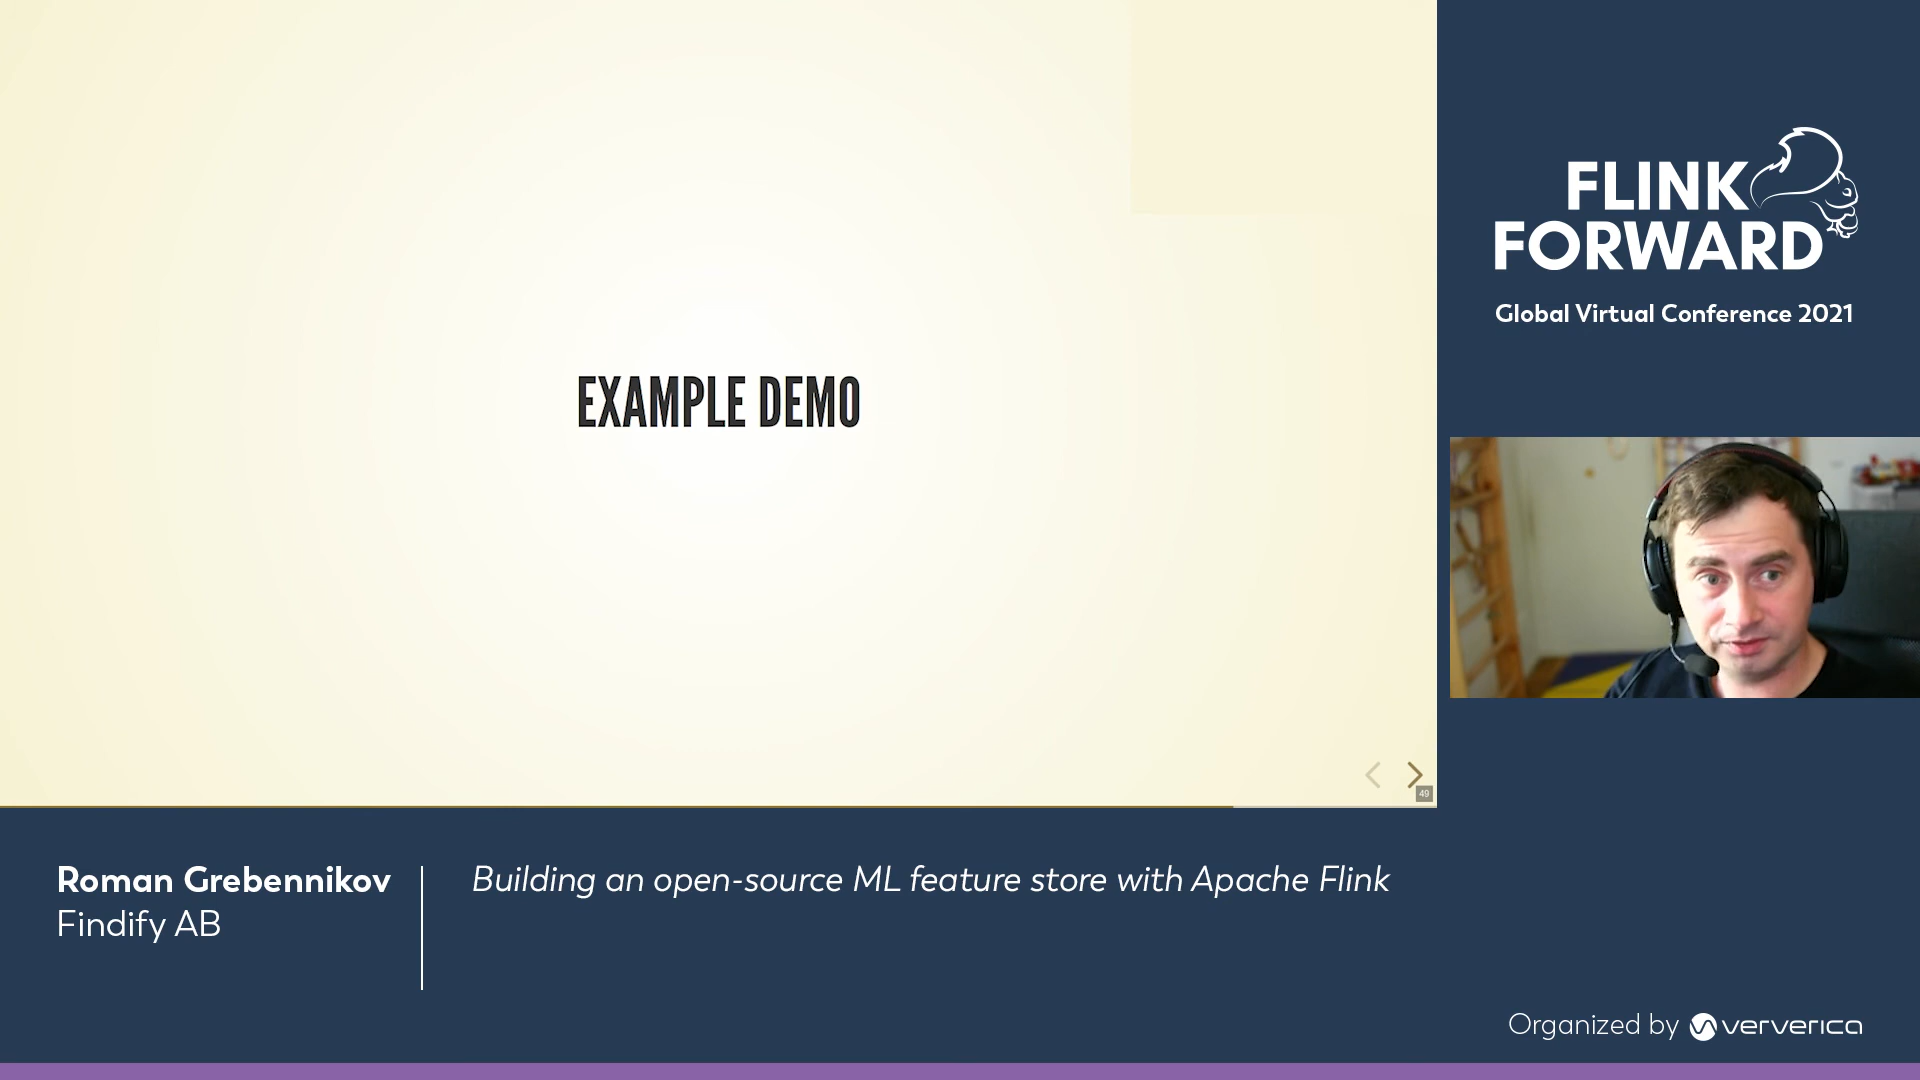 EXAMPLE DEMO
49
FLINK
FORWARD
Global Virtual Conference 2021
Roman Grebennikov
Findify AB
Building an open-source ML feature store with Apache Flink
Organized by ververica